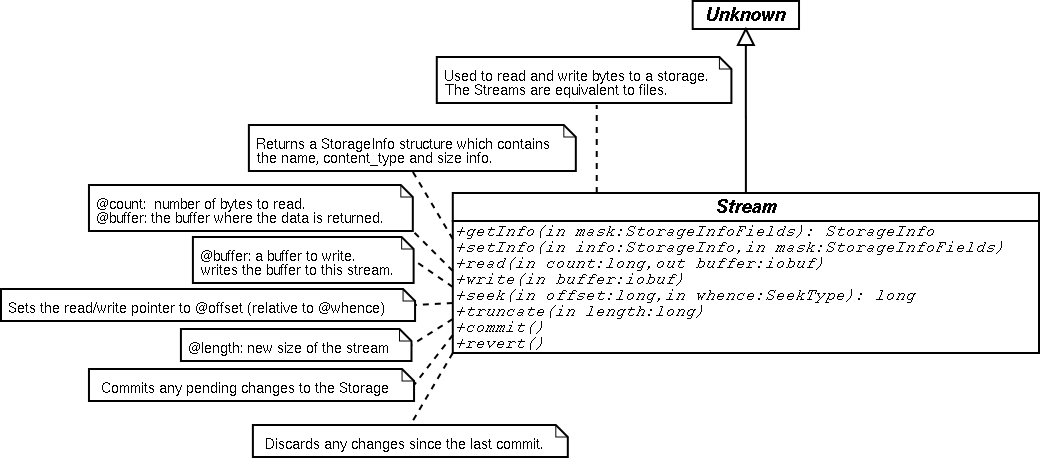 Unknown
Used to read and write bytes to a storage.
The Streams are equivalent to files.
Returns a StorageInfo structure which contains
the name, content_type and size info.
@count:  number of bytes to read.
@buffer: the buffer where the data is returned.
@buffer: a buffer to write.
writes the buffer to this stream.
Sets the read/write pointer to @offset (relative to @whence)
@length: new size of the stream
Commits any pending changes to the Storage
Discards any changes since the last commit.
Stream
+getInfo(in mask:StorageInfoFields): StorageInfo
+setInfo(in info:StorageInfo,in mask:StorageInfoFields)
+read(in count:long,out buffer:iobuf)
+write(in buffer:iobuf)
+seek(in offset:long,in whence:SeekType): long
+truncate(in length:long)
+commit()
+revert()